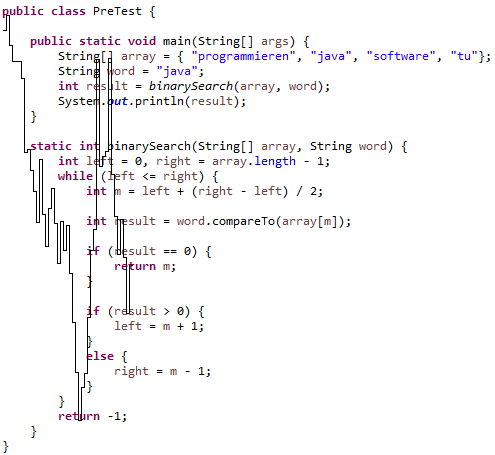 public class PreTest {
public static void main(String[] args) {
String[] array = { "programmieren", "java", "software", "tu"};
String word = "java";
int result = binarySearch(array, word);
System.out.println(result);
}
static int binarySearch(String[] array, String word) {
int left = 0, right = array.length - 1;
while (left <= right) {
int m = left + (right - left) / 2;
int result = word.compareTo(array[m]);
if (result == 0) {
return m;
}
if (result > 0) {
left = m + 1;
}
else {
right = m - 1;
}
}
return -1;
}
}